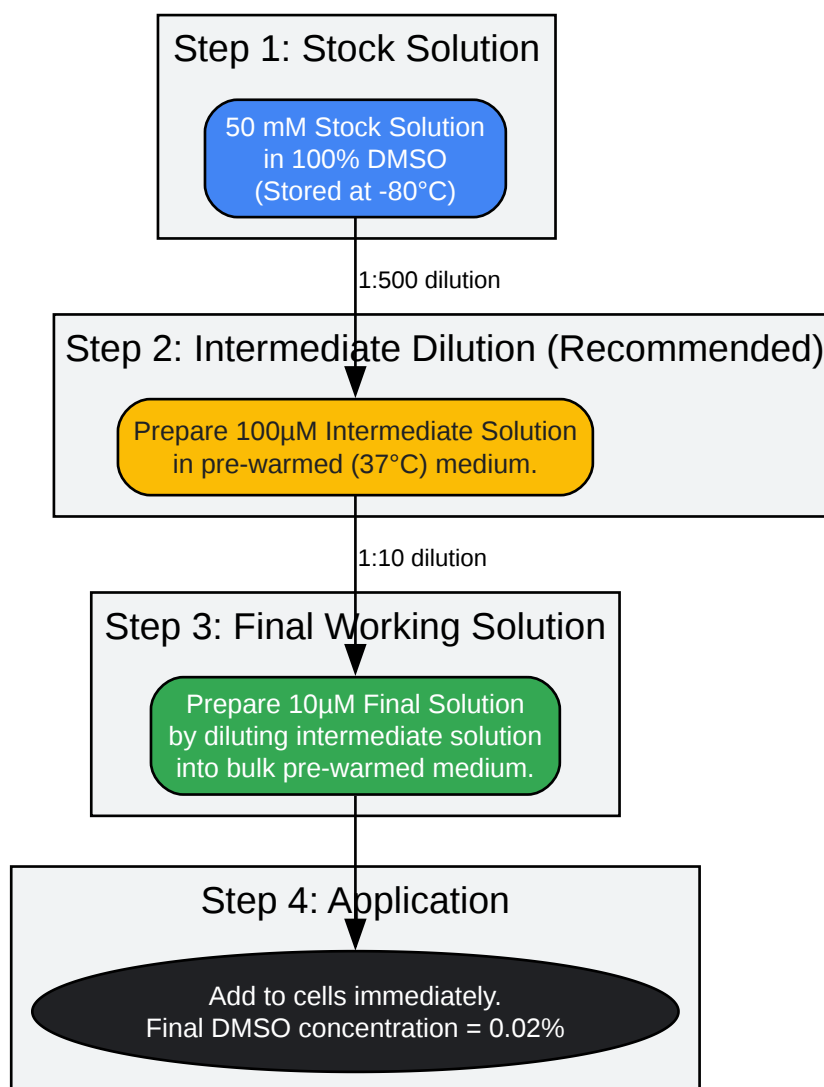 Step 1: Stock Solution
50 mM Stock Solution
in 100% DMSO
(Stored at -80°C)
1:500 dilution
Step 2: Intermediate Dilution (Recommended)
Prepare 100µM Intermediate Solution
in pre-warmed (37°C) medium.
1:10 dilution
Step 3: Final Working Solution
Prepare 10µM Final Solution
by diluting intermediate solution
into bulk pre-warmed medium.
Step 4: Application
Add to cells immediately.
Final DMSO concentration = 0.02%